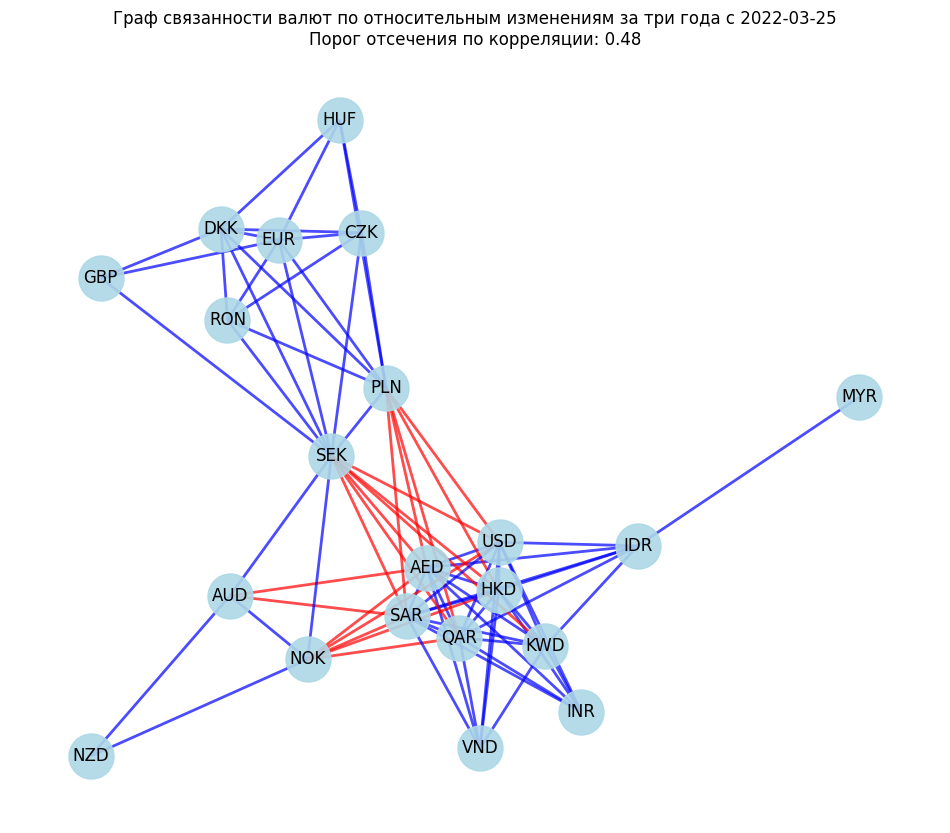 Граф связанности валют по относительным изменениям за три года с 2022-03-25
Порог отсечения по корреляции: 0.48
HUF
DKK
EUR
CZK
GBP
RON
PLN
MYR
SEK
USD
IDR
AED
HKD
AUD
SAR
QAR
KWD
NOK
INR
VND
NZD